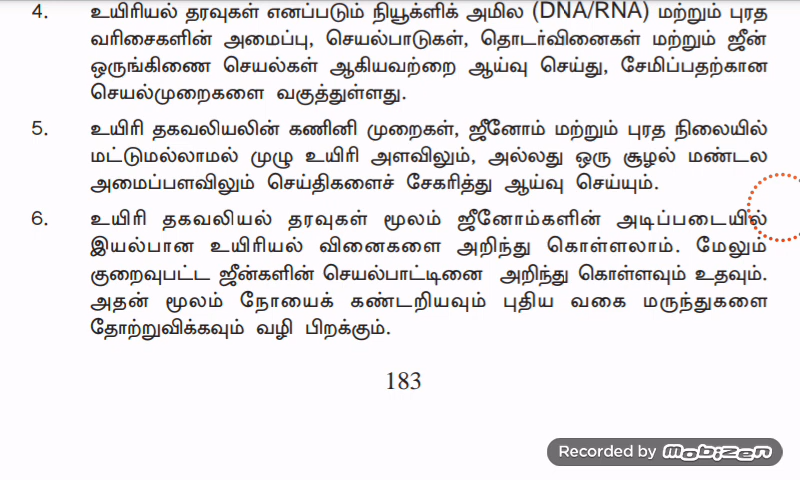 4. உயிரியல் தரவுகள் எனப்படும் நியூக்ளிக் அமில (DNA/RNA) மற்றும் புரத
வரிசைகளின் அமைப்பு, செயல்பாடுகள், தொடர்வினைகள் மற்றும் ஜீன்
ஒருங்கிணை செயல்கள் ஆகியவற்றை ஆய்வு செய்து, சேமிப்பதற்கான
செயல்முறைகளை வகுத்துள்ளது.
5. உயிரி தகவலியலின் கணினி முறைகள், ஜீனோம் மற்றும் புரத நிலையில்
மட்டுமல்லாமல் முழு உயிரி அளவிலும், அல்லது ஒரு சூழல் மண்டல
அமைப்பளவிலும் செய்திகளைச் சேகரித்து ஆய்வு செய்யும்.
6. உயிரி தகவலியல் தரவுகள் மூலம் ஜீனோம்களின் அடிப்படையில்
இயல்பான உயிரியல் வினைகளை அறிந்து கொள்ளலாம். மேலும்
குறைவுபட்ட ஜீன்களின் செயல்பாட்டினை அறிந்து கொள்ளவும் உதவும்.
அதன் மூலம் நோயைக் கண்டறியவும் புதிய வகை மருந்துகளை
தோற்றுவிக்கவும் வழி பிறக்கும்.
183
Recorded by mobizen